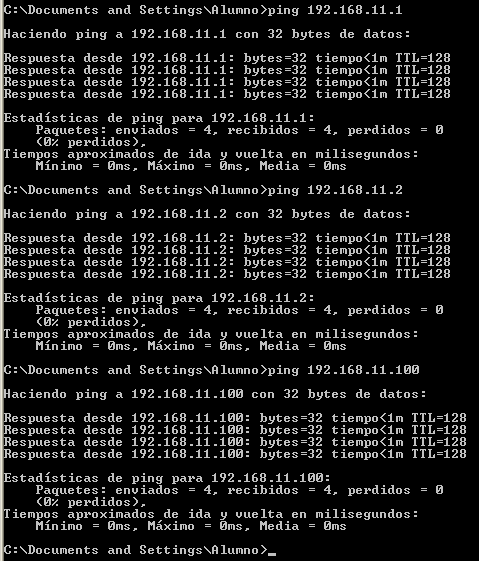 C:\Documents and Settings\Alumno>ping 192.168.11.1
Haciendo ping a 192.168.11.1 con 32 bytes de datos:
Respuesta desde 192.168.11.1: bytes=32 tiempo<1m TTL=128
Respuesta desde 192.168.11.1: bytes=32 tiempo<1m TTL=128
Respuesta desde 192.168.11.1: bytes=32 tiempo<1m TTL=128
Respuesta desde 192.168.11.1: bytes=32 tiempo<1m TTL=128
Estadísticas de ping para 192.168.11.1:
Paquetes: enviados = 4, recibidos = 4, perdidos = 0
(0% perdidos),
Tiempos aproximados de ida y vuelta en milisegundos:
Mínimo = 0ms, Máximo = 0ms, Media = 0ms
C:\Documents and Settings\Alumno>ping 192.168.11.2
Haciendo ping a 192.168.11.2 con 32 bytes de datos:
Respuesta desde 192.168.11.2: bytes=32 tiempo<1m TTL=128
Respuesta desde 192.168.11.2: bytes=32 tiempo<1m TTL=128
Respuesta desde 192.168.11.2: bytes=32 tiempo<1m TTL=128
Respuesta desde 192.168.11.2: bytes=32 tiempo<1m TTL=128
Estadísticas de ping para 192.168.11.2:
Paquetes: enviados = 4, recibidos = 4, perdidos = 0
(0% perdidos),
Tiempos aproximados de ida y vuelta en milisegundos:
Mínimo = 0ms, Máximo = 0ms, Media = 0ms
C:\Documents and Settings\Alumno>ping 192.168.11.100
Haciendo ping a 192.168.11.100 con 32 bytes de datos:
Respuesta desde 192.168.11.100: bytes=32 tiempo<1m TTL=128
Respuesta desde 192.168.11.100: bytes=32 tiempo<1m TTL=128
Respuesta desde 192.168.11.100: bytes=32 tiempo<1m TTL=128
Respuesta desde 192.168.11.100: bytes=32 tiempo<1m TTL=128
Estadísticas de ping para 192.168.11.100:
Paquetes: enviados = 4, recibidos = 4, perdidos = 0
(0% perdidos),
Tiempos aproximados de ida y vuelta en milisegundos:
Mínimo = 0ms, Máximo = 0ms, Media = 0ms
C:\Documents and Settings\Alumno>_